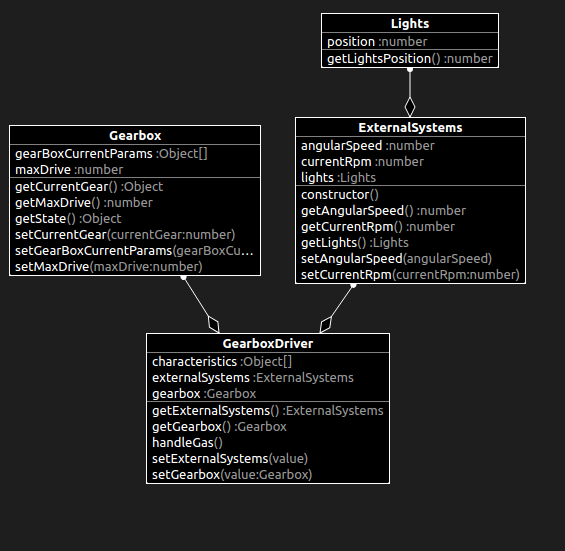 Lights
position :number
getLightsPosition() :number
Gearbox
gearBoxCurrentParams :Object[]
maxDrive :number
getCurrentGear() :Object
getMaxDrive() :number
getState() :Object
setCurrentGear(currentGear:number)
setGearBoxCurrentParams(gearBoxCu...
setMaxDrive(maxDrive:number)
ExternalSystems
angularSpeed :number
currentRpm :number
lights :Lights
constructor()
getAngularSpeed() :number
getCurrentRpm() :number
getLights() :Lights
setAngularSpeed(angularSpeed)
setCurrentRpm(currentRpm:number)
GearboxDriver
characteristics :Object[]
externalSystems :ExternalSystems
gearbox :Gearbox
getExternalSystems() :ExternalSystems
getGearbox() :Gearbox
handleGas()
setExternalSystems(value)
setGearbox(value:Gearbox)